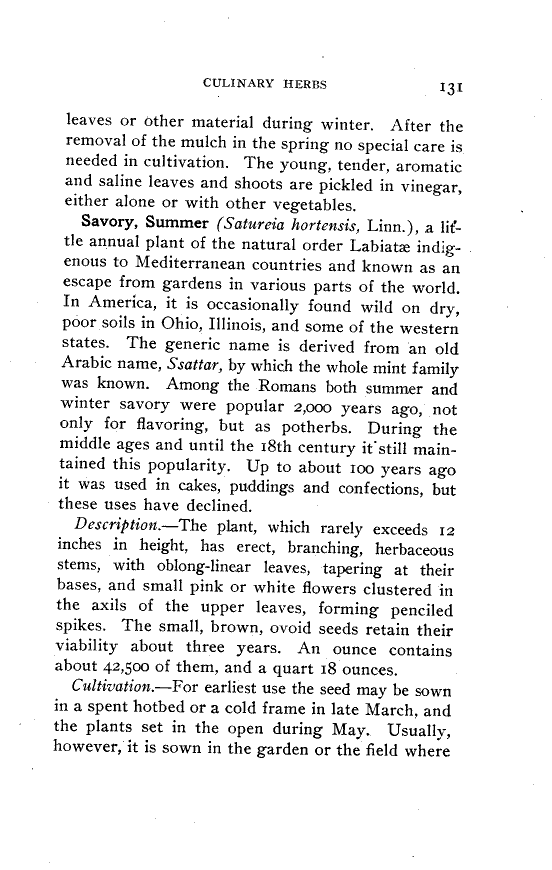 CULINARY HERBS 131
leaves or other material during winter. After the
removal of the mulch in the spring no special care is
needed in cultivation. The young, tender, aromatic
and saline leaves and shoots are pickled in vinegar,
either alone or with other vegetables.
Savory, Summer (Satureia hortensis, Linn.), a lit-
tle annual plant of the natural order Labiatæ indig-
enous to Mediterranean countries and known as an
escape from gardens in various parts of the world.
In America, it is occasionally found wild on dry,
poor soils in Ohio, Illinois, and some of the western
states. The generic name is derived from an old
Arabic name, Ssattar, by which the whole mint family
was known. Among the Romans both summer and
winter savory were popular 2,000 years ago, not
only for flavoring, but as potherbs. During the
middle ages and until the 18th century it still main-
tained this popularity. Up to about 100 years ago
it was used in cakes, puddings and confections, but
these uses have declined.
Description.—The plant, which rarely exceeds 12
inches in height, has erect, branching, herbaceous
stems, with oblong-linear leaves, tapering at their
bases, and small pink or white flowers clustered in
the axils of the upper leaves, forming penciled
spikes. The small, brown, ovoid seeds retain their
viability about three years. An ounce contains
about 42,500 of them, and a quart 18 ounces.
Cultivation.—For earliest use the seed may be sown
in a spent hotbed or a cold frame in late March, and
the plants set in the open during May. Usually,
however, it is sown in the garden or the field where